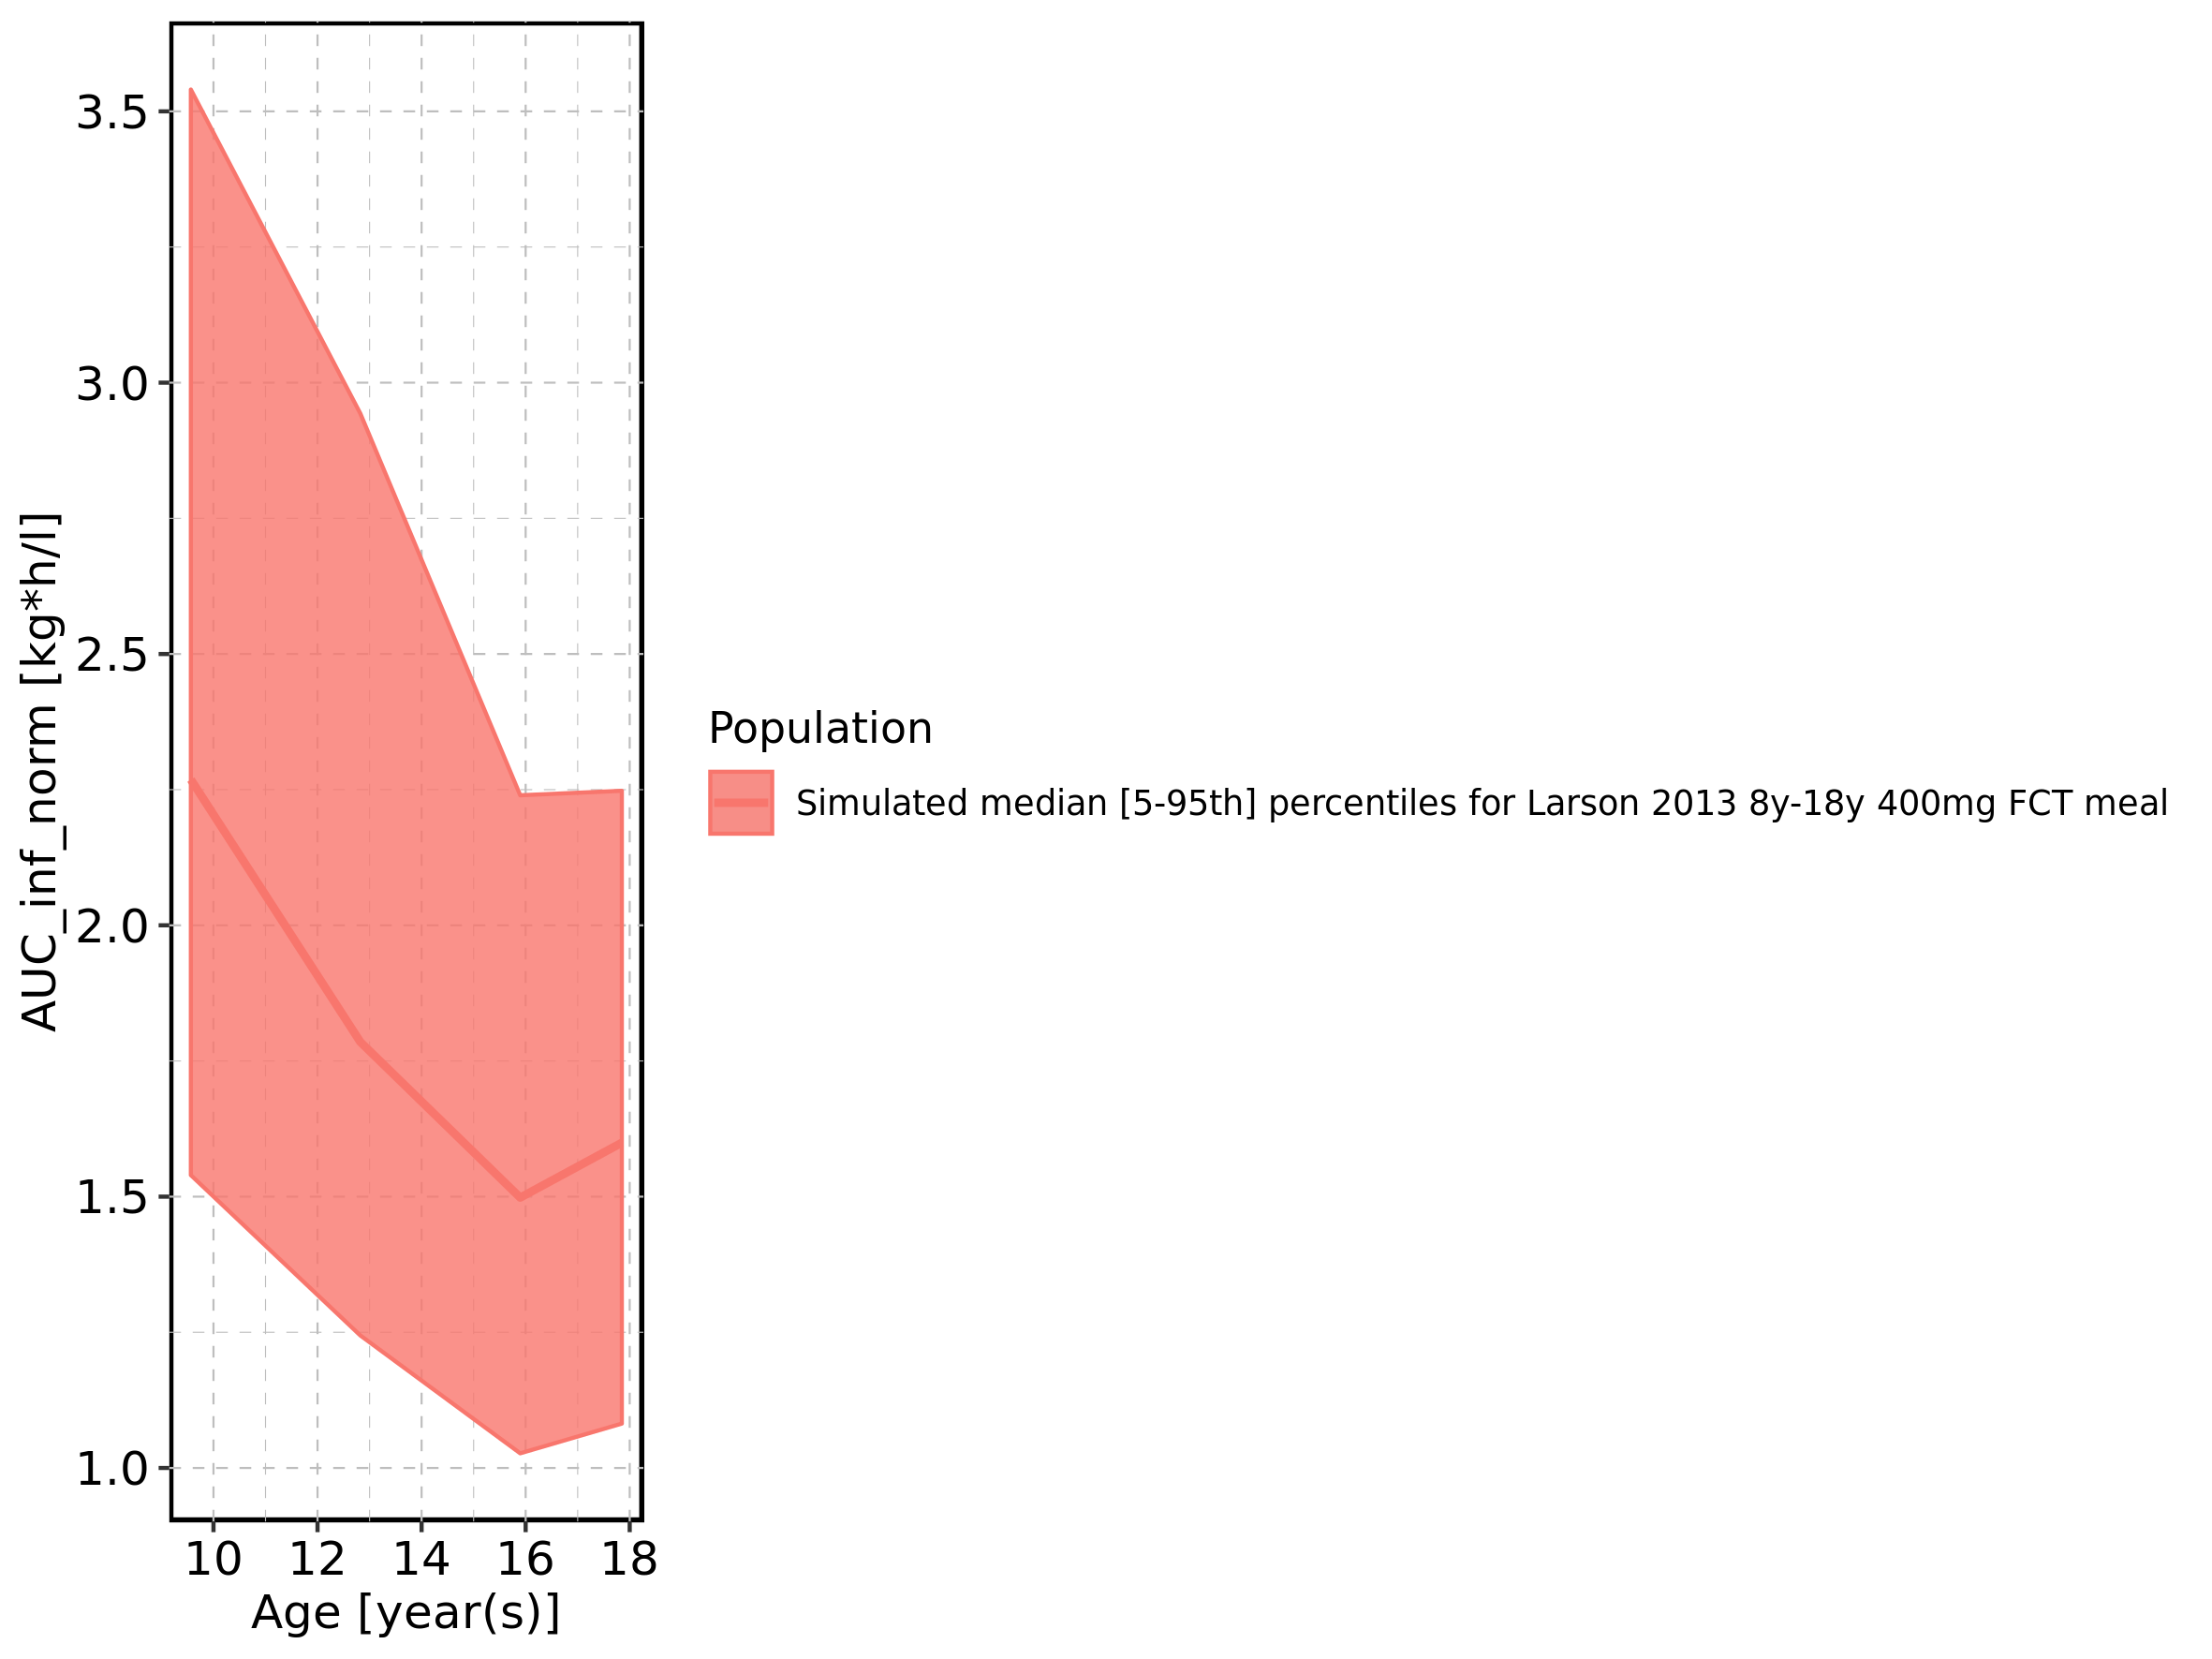 AUC_inf_norm [kg*h/l]
3.5
3.0
2.5
2.0
1.5
1.0
10 12 14 16 18
Age [year(s)]
Population
Simulated median [5-95th] percentiles for Larson 2013 8y-18y 400mg FCT meal